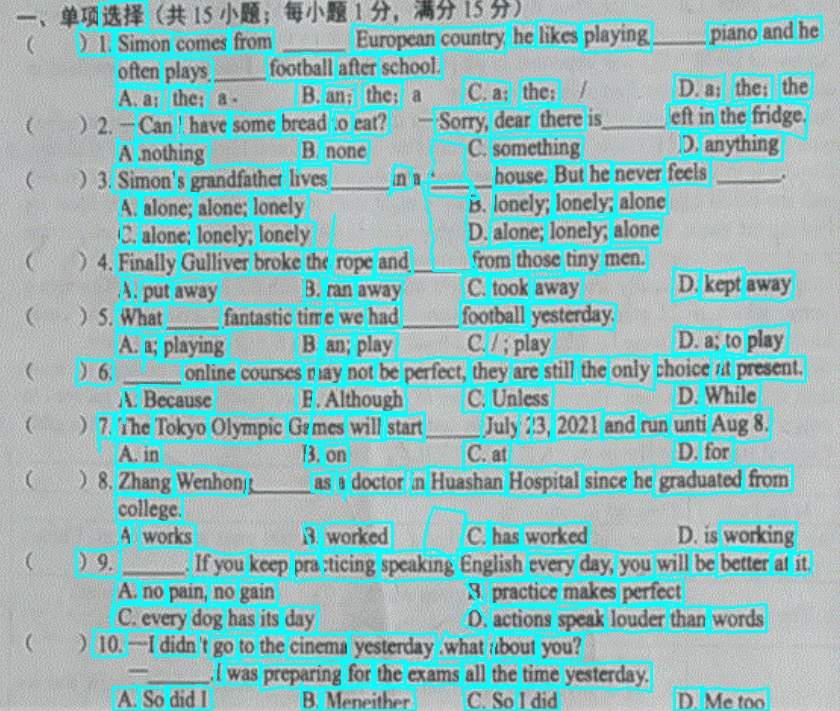 一、单项选择（共 15 小题；每小题 1 分，满分 15 分）
( ) 1. Simon comes from ______ European country, he likes playing ______ piano and he
often plays ______ football after school.
A. a; the; a B. an; the; a C. a; the; / D. a; the; the
( ) 2. —Can I have some bread to eat? —Sorry, dear there is ______ left in the fridge.
A. nothing B. none C. something D. anything
( ) 3. Simon's grandfather lives ______ in a ______ house. But he never feels ______.
A. alone; alone; lonely B. lonely; lonely; alone
C. alone; lonely; lonely D. alone; lonely; alone
( ) 4. Finally Gulliver broke the rope and ______ from those tiny men.
A. put away B. ran away C. took away D. kept away
( ) 5. What ______ fantastic time we had ______ football yesterday.
A. a; playing B. an; play C. / ; play D. a; to play
( ) 6. ______ online courses may not be perfect, they are still the only choice at present.
A. Because B. Although C. Unless D. While
( ) 7. The Tokyo Olympic Games will start ______ July 23, 2021 and run unti Aug 8.
A. in B. on C. at D. for
( ) 8. Zhang Wenhong ______ as a doctor in Huashan Hospital since he graduated from
college.
A. works B. worked C. has worked D. is working
( ) 9. ______. If you keep practicing speaking English every day, you will be better at it.
A. no pain, no gain B. practice makes perfect
C. every dog has its day D. actions speak louder than words
( ) 10. —I didn't go to the cinema yesterday .what about you?
—______. I was preparing for the exams all the time yesterday.
A. So did I B. Me neither C. So I did D. Me too